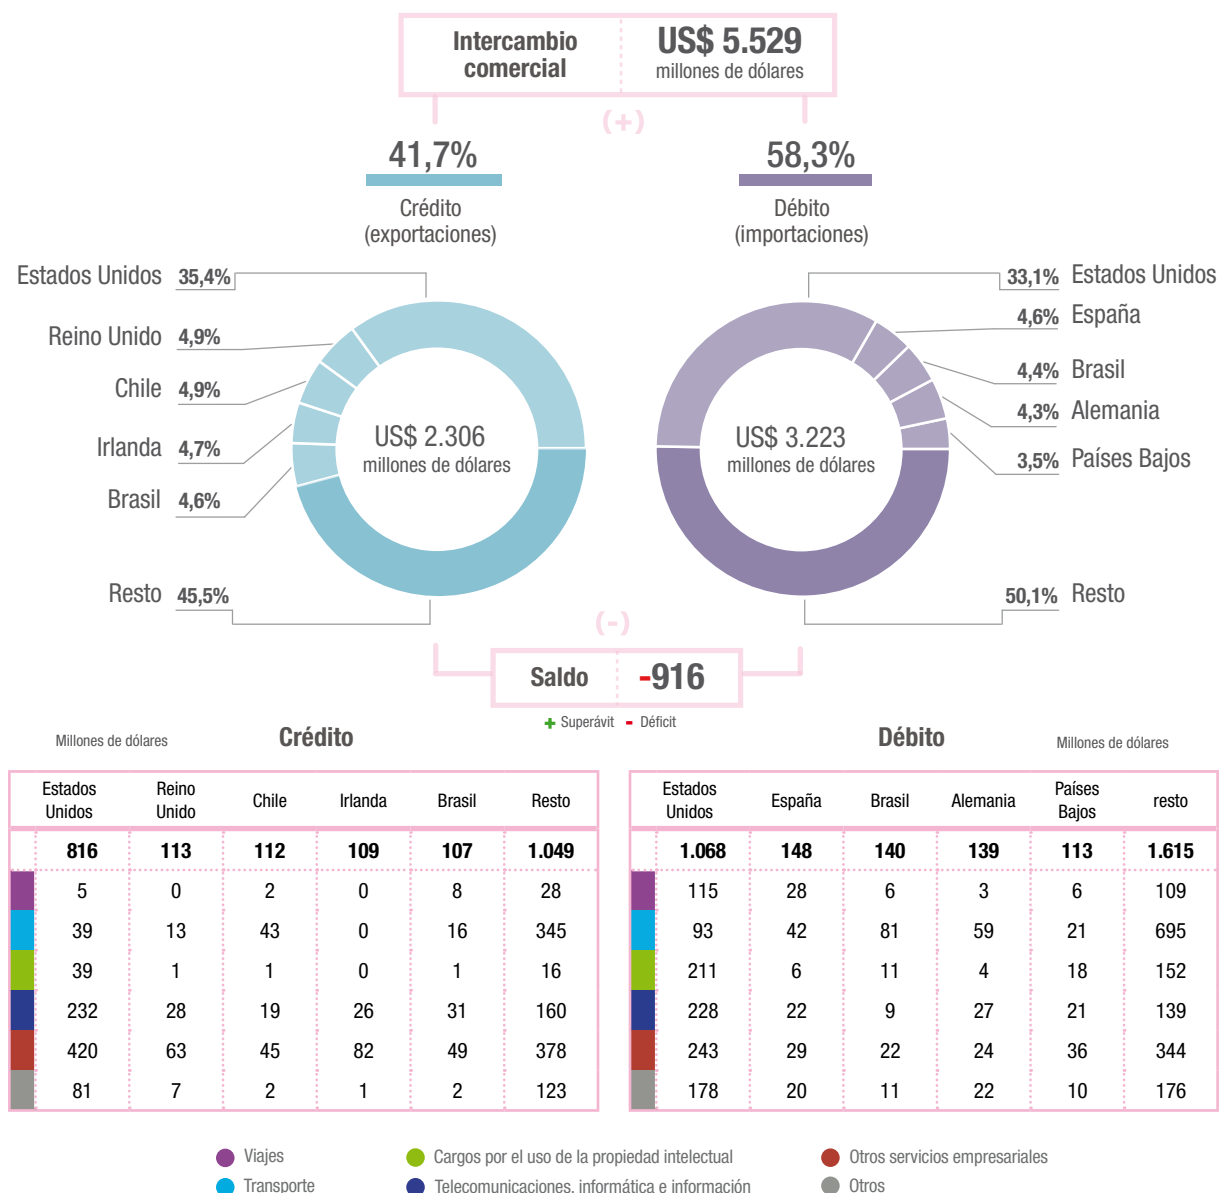 Intercambio
comercial
US$ 5.529
millones de dólares
(+)
41,7%
Crédito
(exportaciones)
58,3%
Débito
(importaciones)
Estados Unidos 35,4%
Reino Unido 4,9%
Chile 4,9%
Irlanda 4,7%
Brasil 4,6%
Resto 45,5%
US$ 2.306
millones de dólares
33,1% Estados Unidos
4,6% España
4,4% Brasil
4,3% Alemania
3,5% Países Bajos
50,1% Resto
US$ 3.223
millones de dólares
(-)
Saldo -916
+ Superávit - Déficit
Millones de dólares Crédito
Estados Unidos Reino Unido Chile Irlanda Brasil Resto
816 113 112 109 107 1.049
5 0 2 0 8 28
39 13 43 0 16 345
39 1 1 0 1 16
232 28 19 26 31 160
420 63 45 82 49 378
81 7 2 1 2 123
Débito Millones de dólares
Estados Unidos España Brasil Alemania Países Bajos resto
1.068 148 140 139 113 1.615
115 28 6 3 6 109
93 42 81 59 21 695
211 6 11 4 18 152
228 22 9 27 21 139
243 29 22 24 36 344
178 20 11 22 10 176
Viajes Cargos por el uso de la propiedad intelectual Otros servicios empresariales
Transporte Telecomunicaciones, informática e información Otros